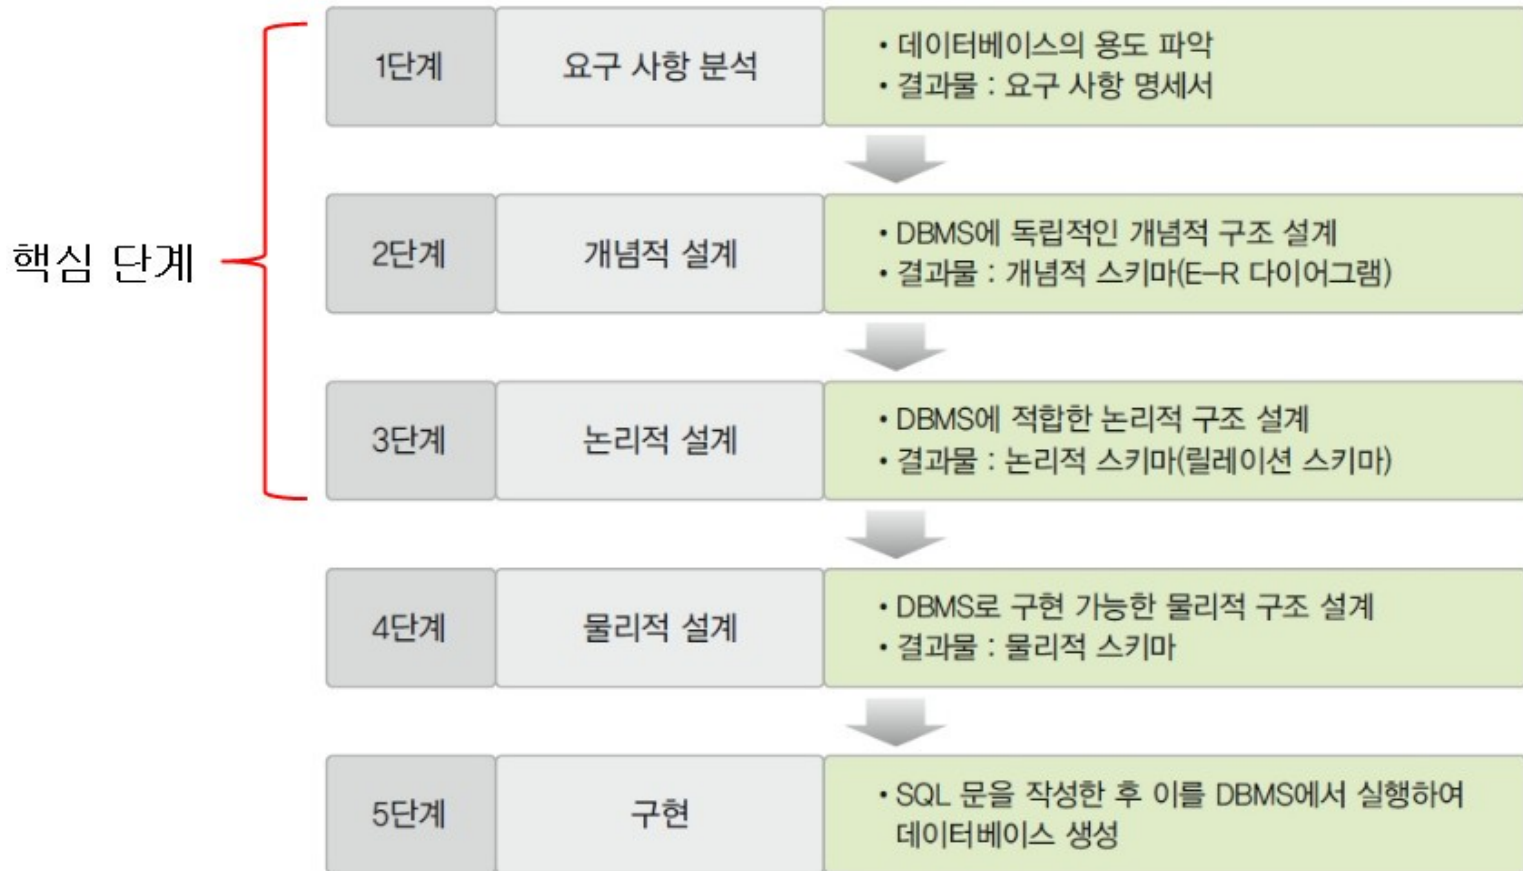 핵심 단계
1단계
요구 사항 분석
• 데이터베이스의 용도 파악
• 결과물 : 요구 사항 명세서
2단계
개념적 설계
• DBMS에 독립적인 개념적 구조 설계
• 결과물 : 개념적 스키마(E-R 다이어그램)
3단계
논리적 설계
• DBMS에 적합한 논리적 구조 설계
• 결과물 : 논리적 스키마(릴레이션 스키마)
4단계
물리적 설계
• DBMS로 구현 가능한 물리적 구조 설계
• 결과물 : 물리적 스키마
5단계
구현
• SQL 문을 작성한 후 이를 DBMS에서 실행하여
데이터베이스 생성